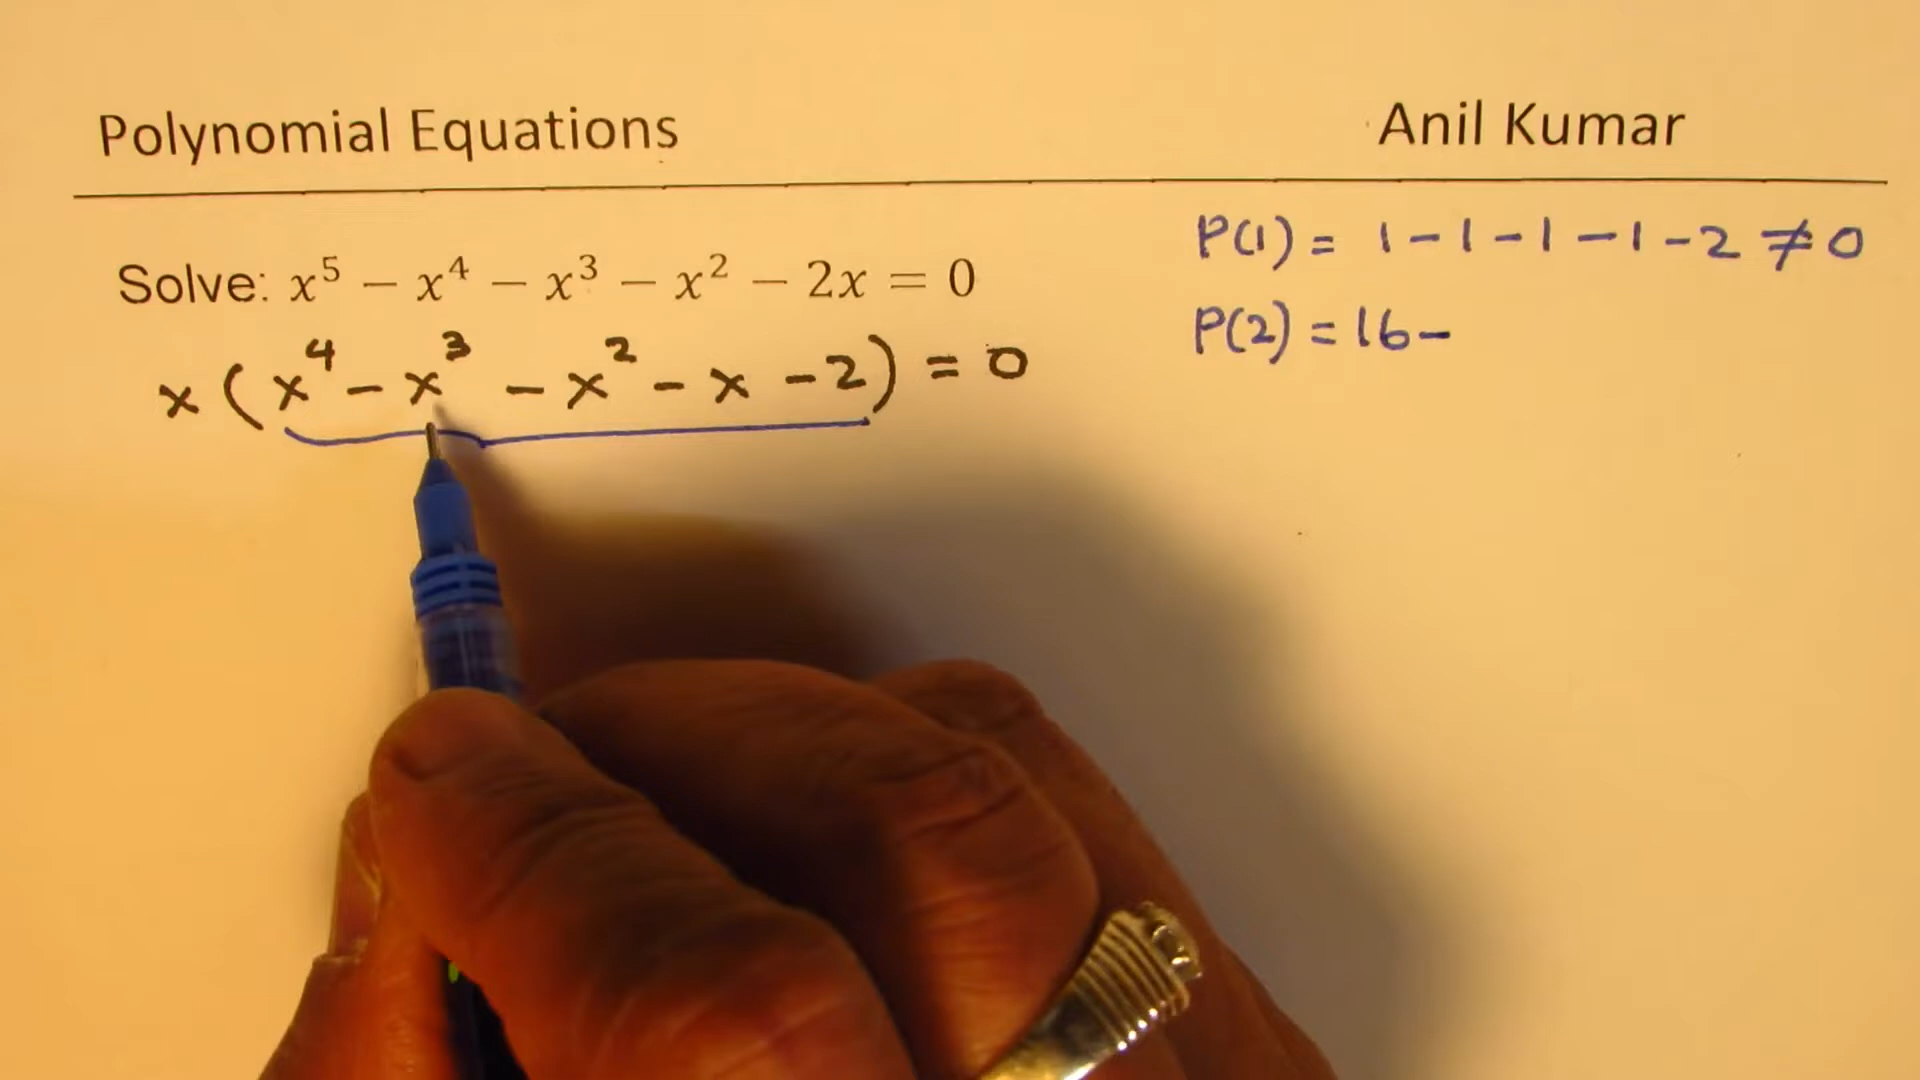 Polynomial Equations Anil Kumar
Solve: x⁵ − x⁴ − x³ − x² − 2x = 0
x(x⁴ − x³ − x² − x − 2) = 0
P(1) = 1 − 1 − 1 − 1 − 2 ≠ 0
P(2) = 16 −